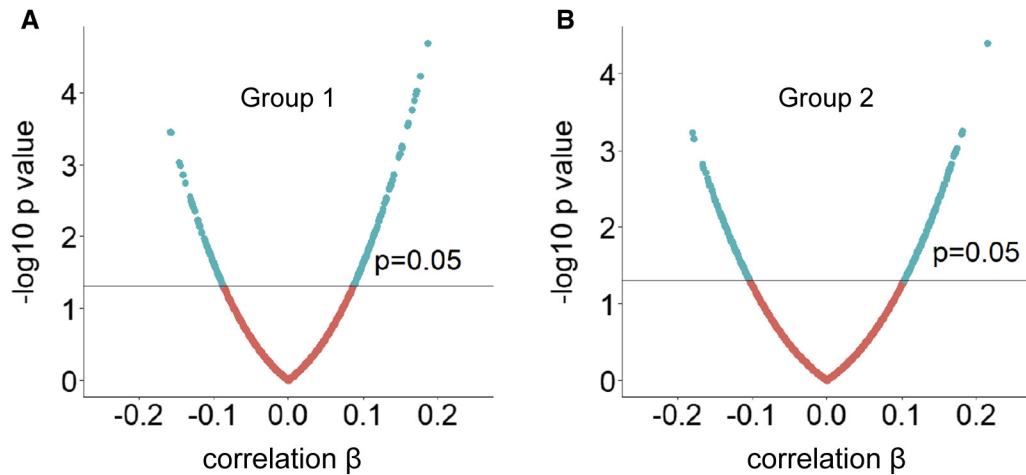 A
Group 1
-log10 p value
4
3
2
1
0
p=0.05
-0.2 -0.1 0.0 0.1 0.2
correlation β
B
Group 2
-log10 p value
4
3
2
1
0
p=0.05
-0.2 -0.1 0.0 0.1 0.2
correlation β